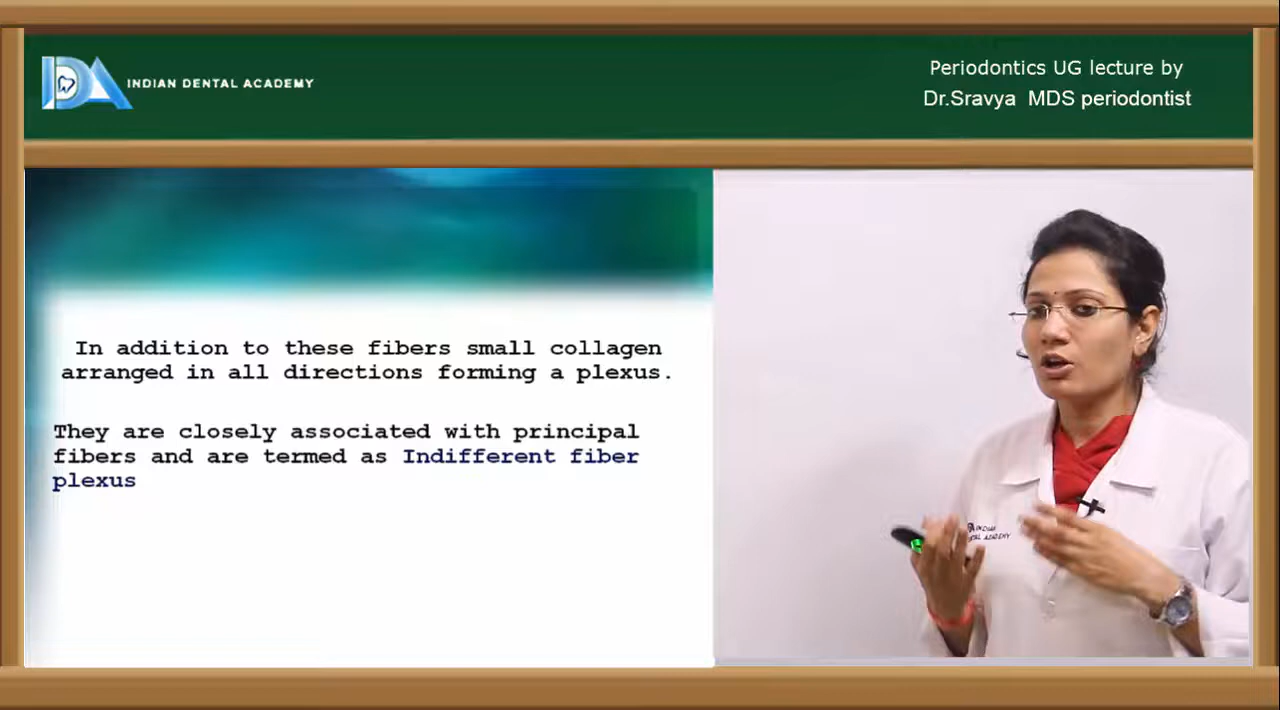 INDIAN DENTAL ACADEMY
Periodontics UG lecture by
Dr.Sravya MDS periodontist
In addition to these fibers small collagen
arranged in all directions forming a plexus.
They are closely associated with principal
fibers and are termed as Indifferent fiber
plexus